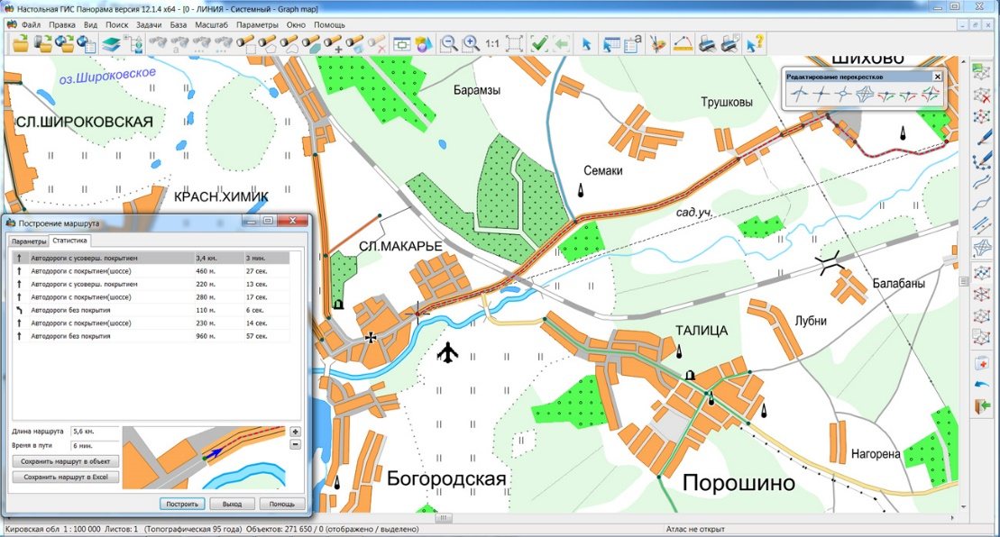 Настольная ГИС Панорама версия 12.1.4 x64 - [0 - ЛИНИЯ - Системный - Graph map]
Файл Правка Вид Поиск Задачи База Масштаб Параметры Окно Помощь
1:1
ШИХОВО
оз.Широковское
Редактирование перекрестков
Барамзы
Трушковы
СЛ.ШИРОКОВСКАЯ
Семаки
КРАСН.ХИМИК
сад.уч.
Построение маршрута
Параметры Статистика
СЛ.МАКАРЬЕ
Автодороги с усоверш. покрытием 3,4 км. 3 мин.
Автодороги с покрытием(шоссе) 460 м. 27 сек.
Автодороги с усоверш. покрытием 220 м. 13 сек.
Автодороги с покрытием(шоссе) 280 м. 17 сек.
Автодороги без покрытия 110 м. 6 сек.
Автодороги с покрытием(шоссе) 230 м. 14 сек.
Автодороги без покрытия 960 м. 57 сек.
Балабаны
Лубни
ТАЛИЦА
Длина маршрута 5,6 км.
Время в пути 6 мин.
Сохранить маршрут в объект
Сохранить маршрут в Excel
Построить Выход Помощь
Нагорена
Богородская
Порошино
Кировская обл 1 : 100 000 Листов: 1 (Топографическая 95 года) Объектов: 271 650 / 0 (отображено / выделено) Атлас не открыт